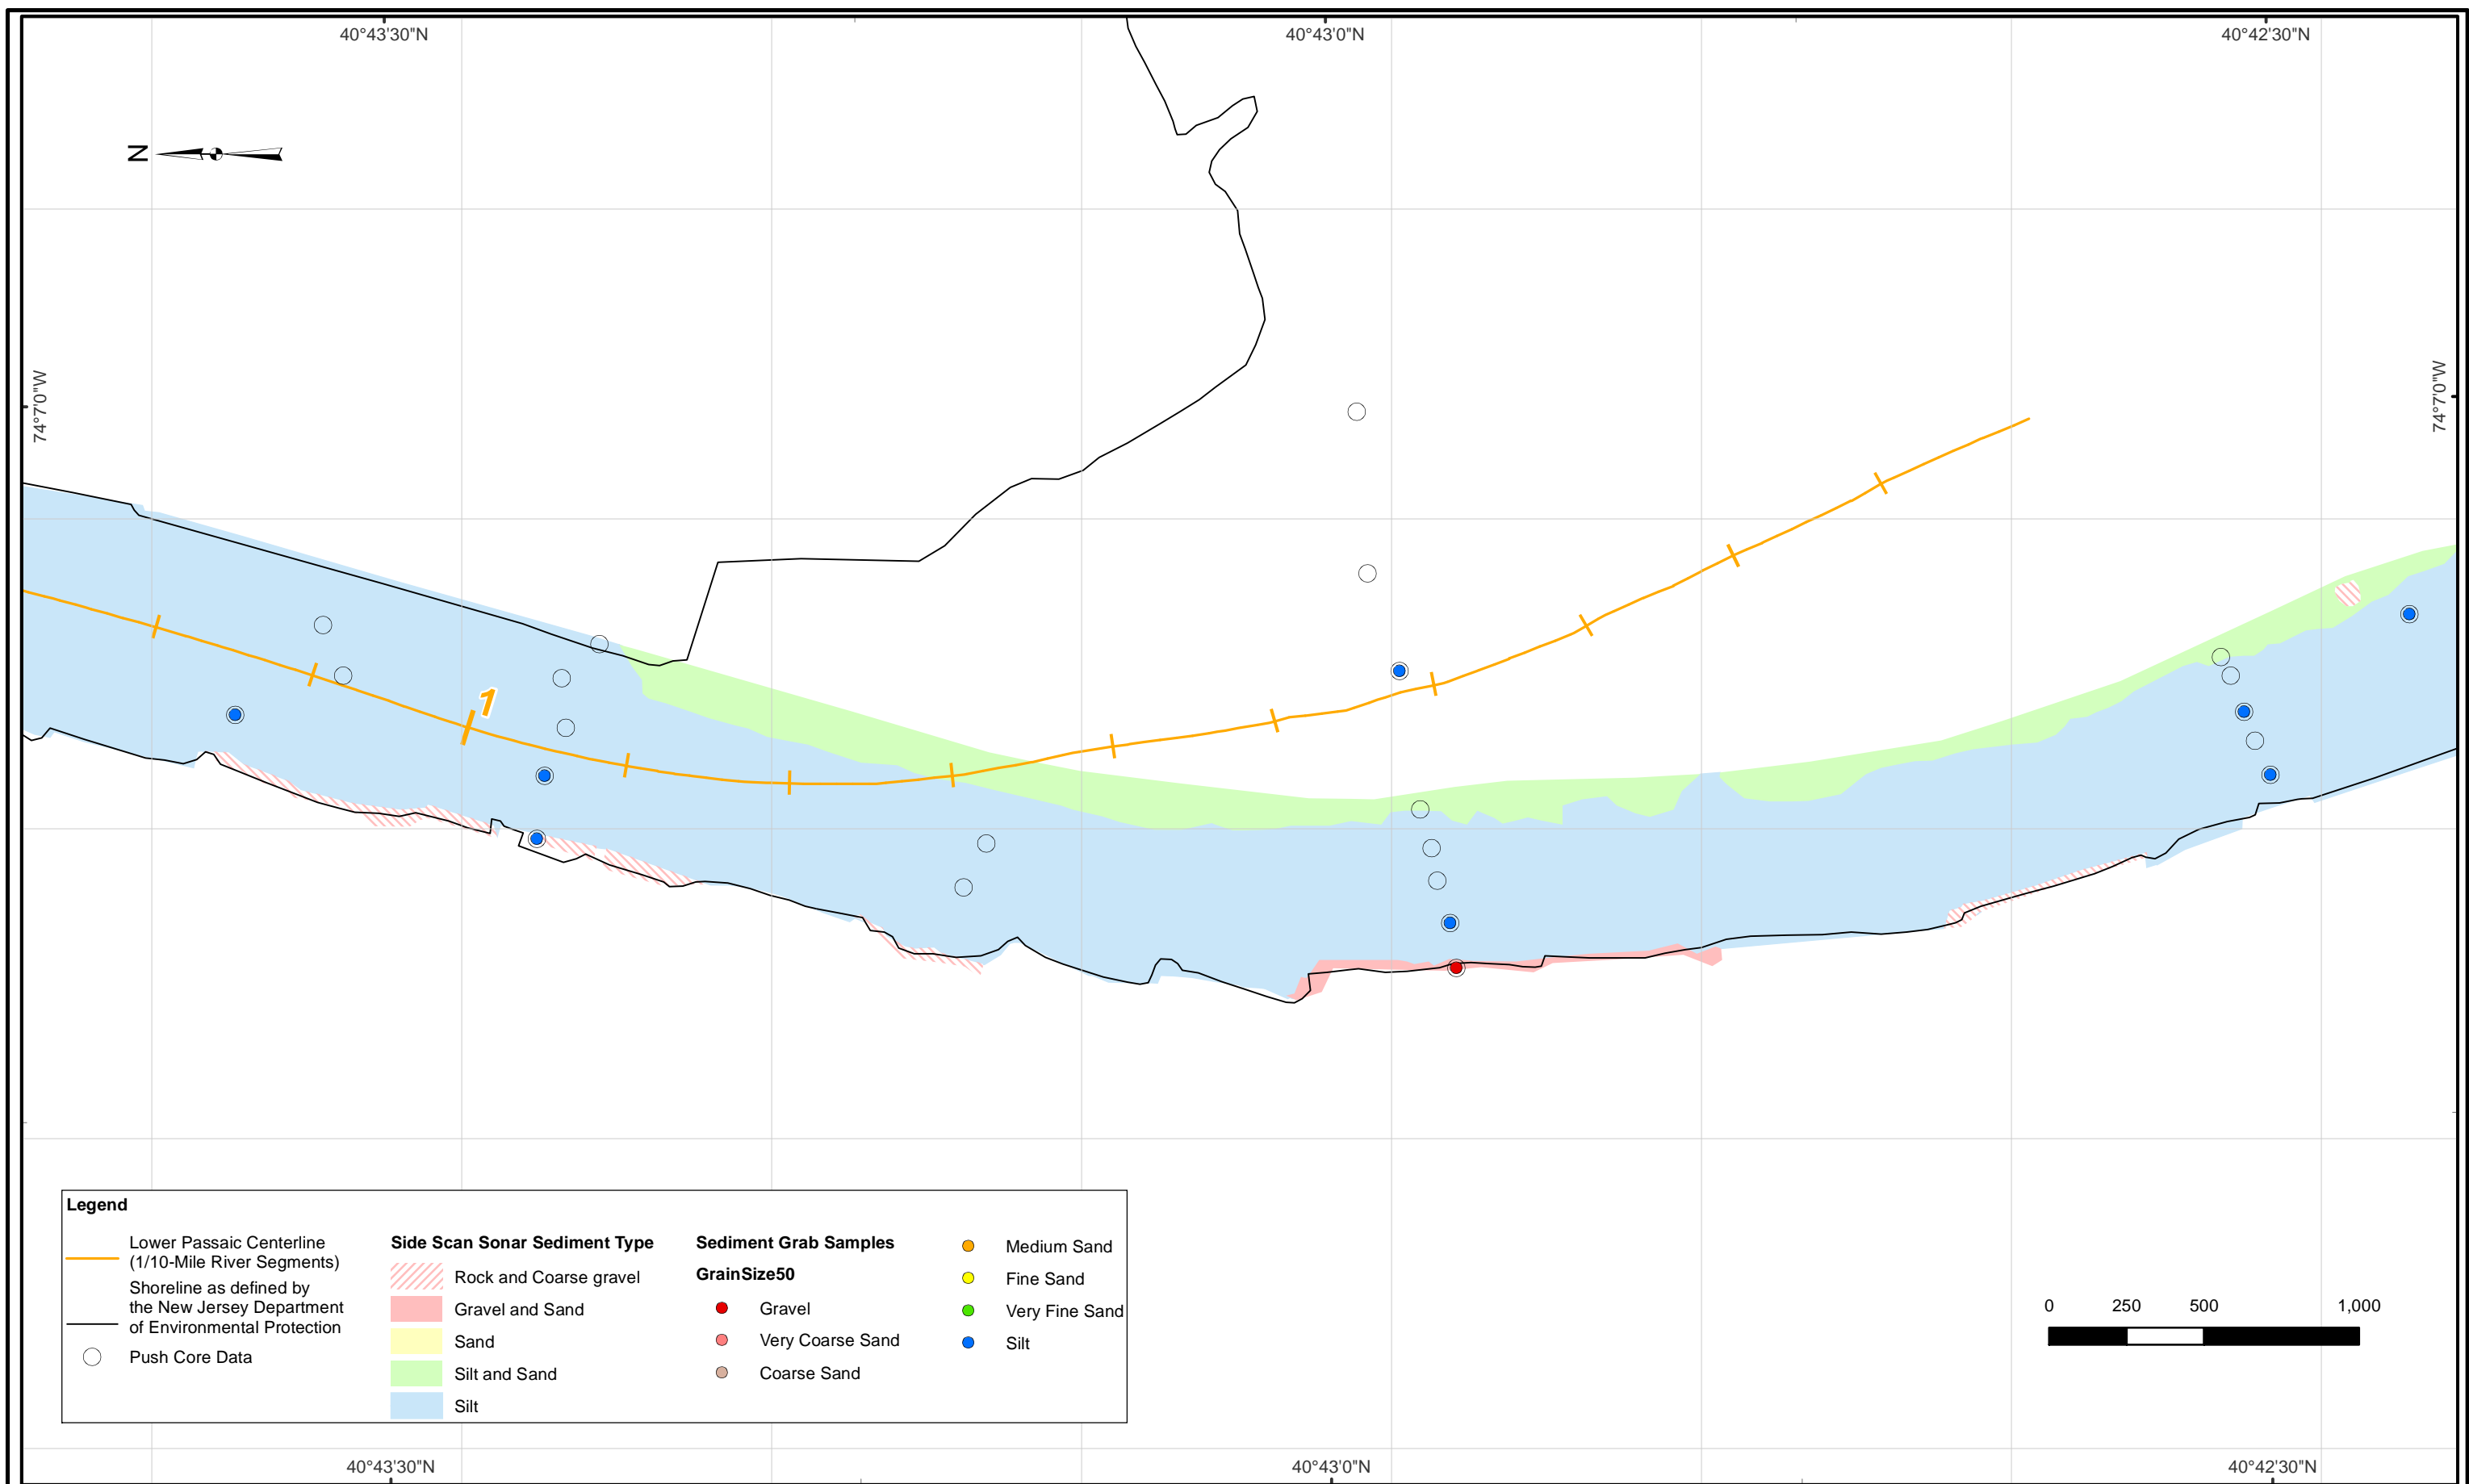 40°43'30"N
40°43'0"N
40°42'30"N
N
74°7'0"W
74°7'0"W
1
Legend
Lower Passaic Centerline
(1/10-Mile River Segments)
Shoreline as defined by
the New Jersey Department
of Environmental Protection
Push Core Data
Side Scan Sonar Sediment Type
Rock and Coarse gravel
Gravel and Sand
Sand
Silt and Sand
Silt
Sediment Grab Samples
GrainSize50
Gravel
Very Coarse Sand
Coarse Sand
Medium Sand
Fine Sand
Very Fine Sand
Silt
0 250 500 1,000
40°43'30"N
40°43'0"N
40°42'30"N